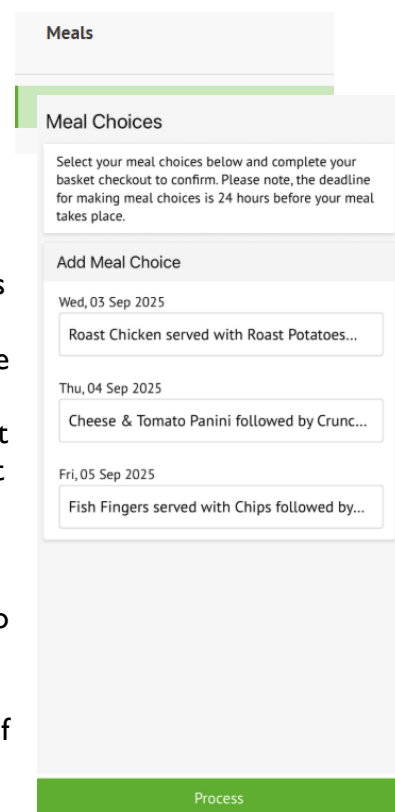 Meals
Meal Choices
Select your meal choices below and complete your
basket checkout to confirm. Please note, the deadline
for making meal choices is 24 hours before your meal
takes place.
Add Meal Choice
Wed, 03 Sep 2025
Roast Chicken served with Roast Potatoes...
Thu, 04 Sep 2025
Cheese & Tomato Panini followed by Crunc...
Fri, 05 Sep 2025
Fish Fingers served with Chips followed by...
Process